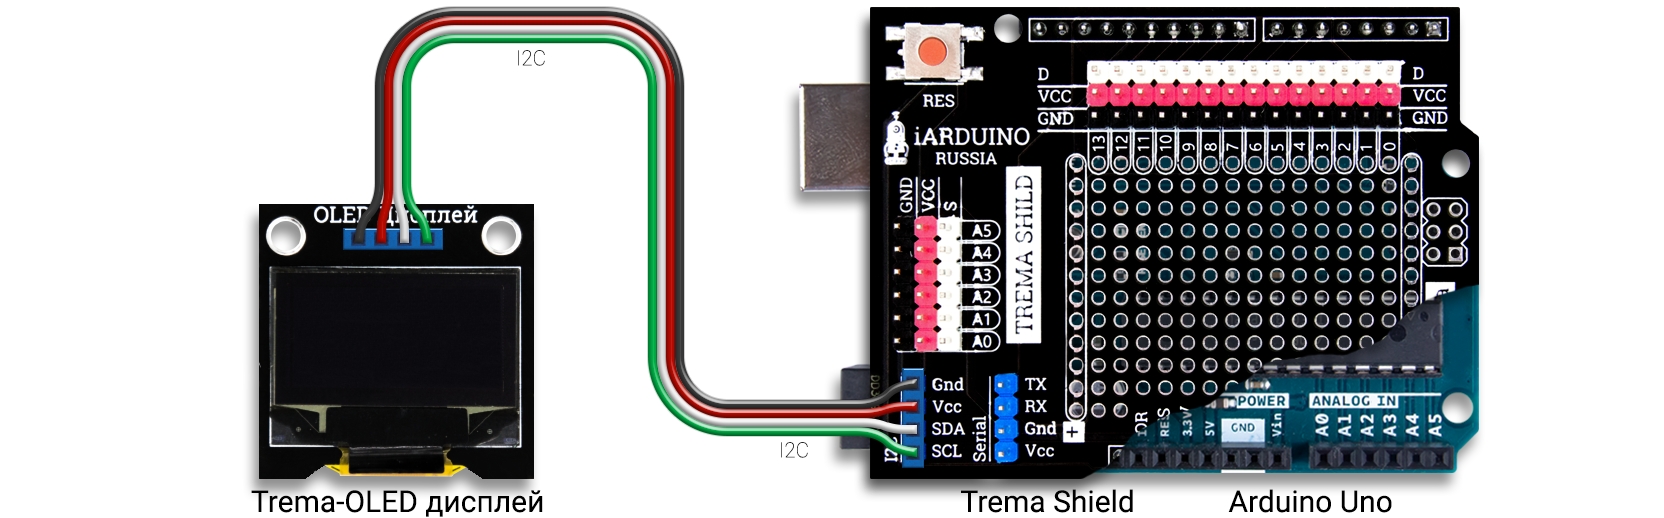 I2C
OLED дисплей
I2C
Trema-OLED дисплей
RES
iARDUINO
RUSSIA
D
VCC
GND
D
VCC
GND
13 12 11 10 9 8 7 6 5 4 3 2 1 0
GND
VCC
S
A5
A4
A3
A2
A1
A0
TREMA SHILD
Gnd
Vcc
SDA
SCL
Serial
TX
RX
Gnd
Vcc
+
POWER
ANALOG IN
RES
3.3V
5V
GND
Vin
A0
A1
A2
A3
A4
A5
Trema Shield
Arduino Uno